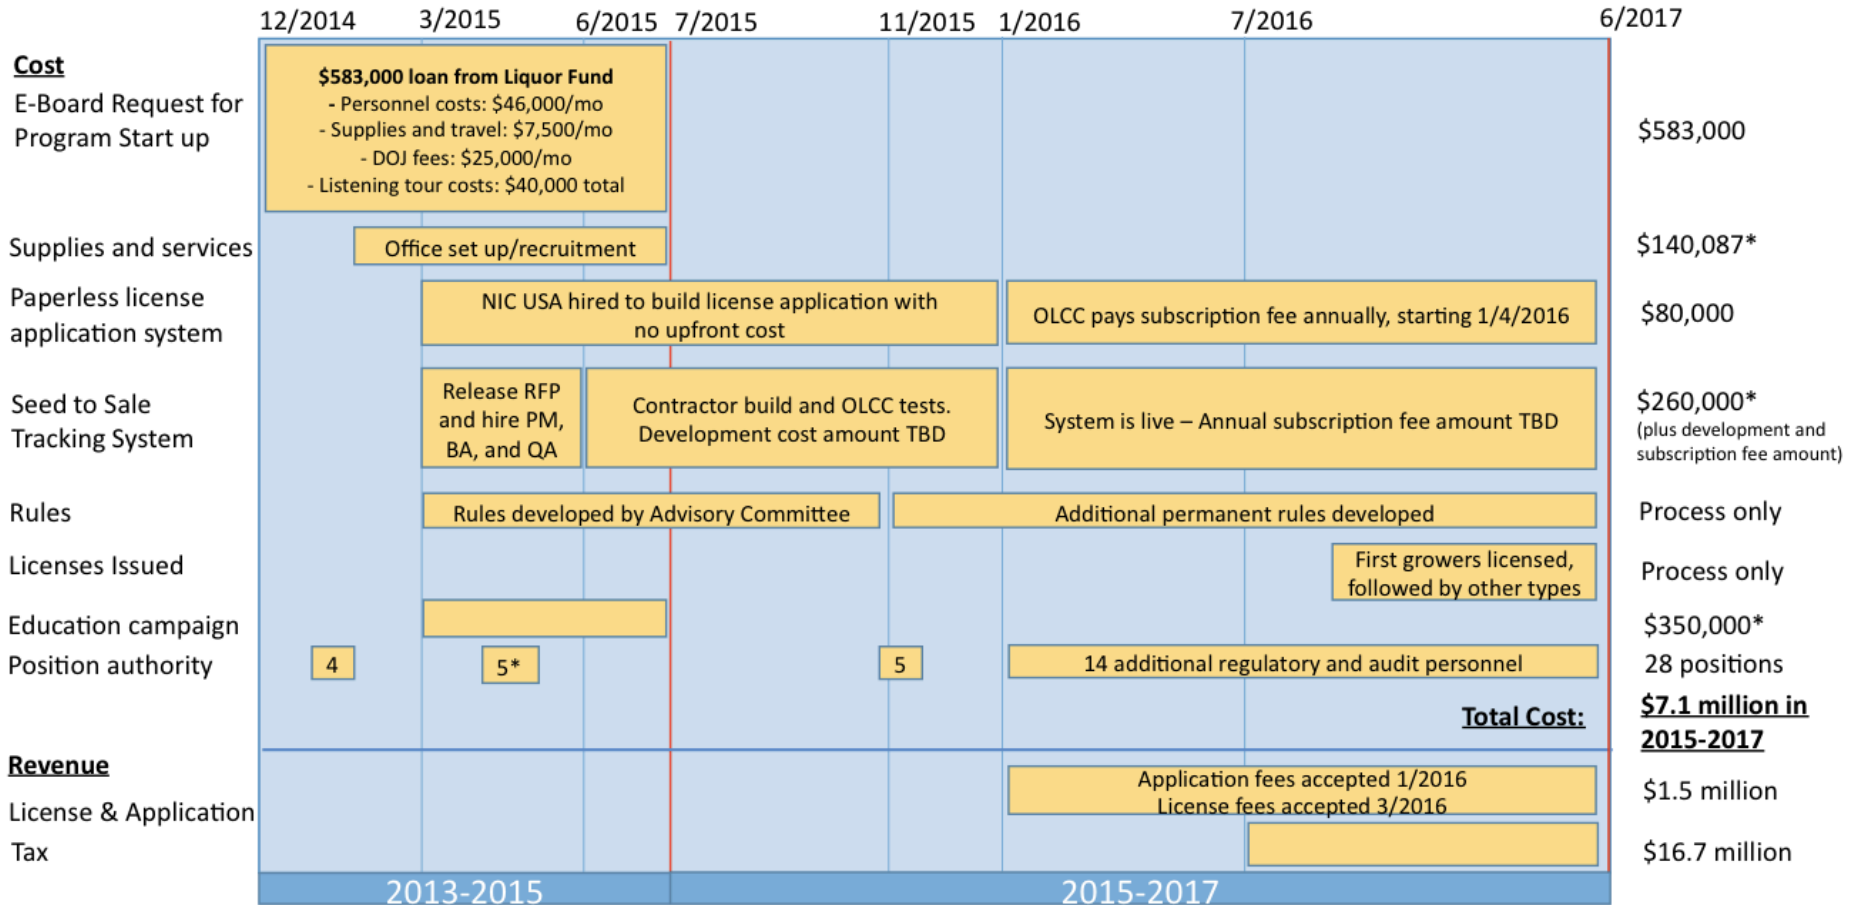 12/2014 3/2015 6/2015 7/2015 11/2015 1/2016 7/2016 6/2017
Cost
E-Board Request for
Program Start up
$583,000 loan from Liquor Fund
- Personnel costs: $46,000/mo
- Supplies and travel: $7,500/mo
- DOJ fees: $25,000/mo
- Listening tour costs: $40,000 total
$583,000
Supplies and services
Office set up/recruitment
$140,087*
Paperless license
application system
NIC USA hired to build license application with
no upfront cost
OLCC pays subscription fee annually, starting 1/4/2016
$80,000
Seed to Sale
Tracking System
Release RFP
and hire PM,
BA, and QA
Contractor build and OLCC tests.
Development cost amount TBD
System is live – Annual subscription fee amount TBD
$260,000*
(plus development and
subscription fee amount)
Rules
Rules developed by Advisory Committee
Additional permanent rules developed
Process only
Licenses Issued
First growers licensed,
followed by other types
Process only
Education campaign
$350,000*
Position authority
4
5*
5
14 additional regulatory and audit personnel
28 positions
Total Cost:
$7.1 million in
2015-2017
Revenue
License & Application
Application fees accepted 1/2016
License fees accepted 3/2016
$1.5 million
Tax
$16.7 million
2013-2015
2015-2017